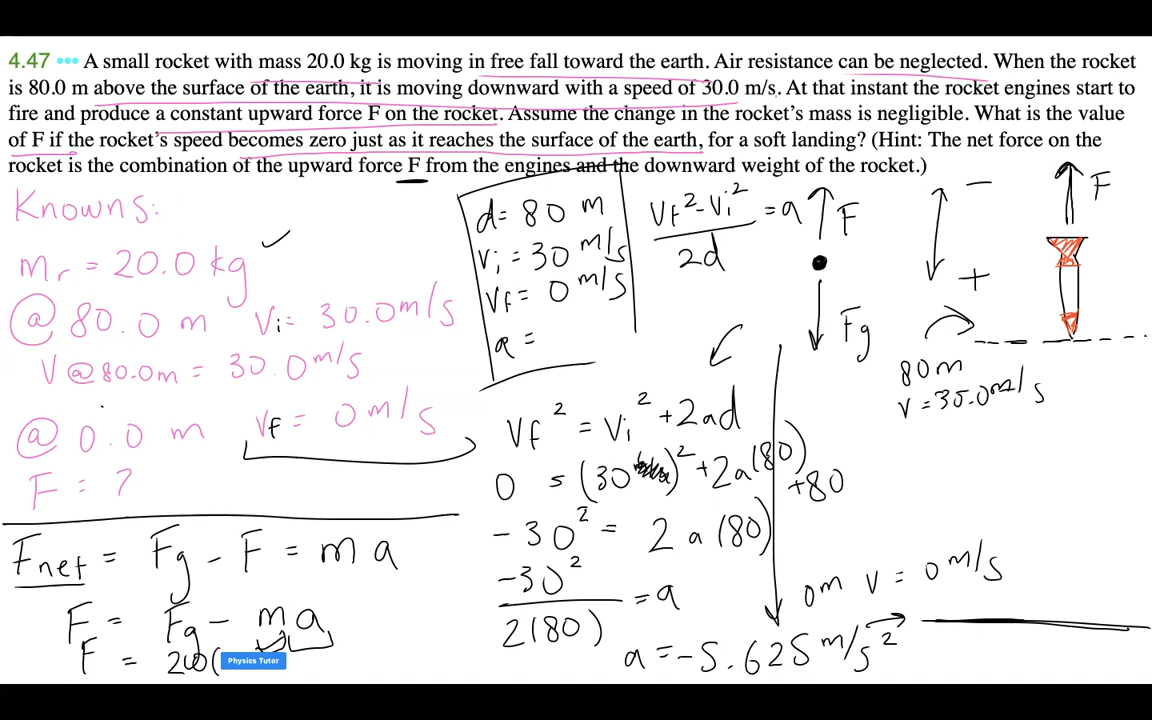 4.47 ••• A small rocket with mass 20.0 kg is moving in free fall toward the earth. Air resistance can be neglected. When the rocket
is 80.0 m above the surface of the earth, it is moving downward with a speed of 30.0 m/s. At that instant the rocket engines start to
fire and produce a constant upward force F on the rocket. Assume the change in the rocket's mass is negligible. What is the value
of F if the rocket's speed becomes zero just as it reaches the surface of the earth, for a soft landing? (Hint: The net force on the
rocket is the combination of the upward force F from the engines and the downward weight of the rocket.)
Knowns:
mr = 20.0 kg ✓
@ 80.0 m Vi = 30.0 m/s
V @ 80.0m = 30.0 m/s
@ 0.0 m Vf = 0 m/s
F = ?
Fnet = Fg - F = ma
F = Fg - ma
F = 20(
Physics Tutor
d = 80 m
Vi = 30 m/s
Vf = 0 m/s
a =
Vf² - Vi² / 2d = a
Vf² = Vi² + 2ad
0 = (30)² + 2a(80)
-30² = 2a(80)
-30² / 2(80) = a
a = -5.625 m/s²
F
Fg
+80
−
+
F
80m
V = 30.0 m/s
0m V = 0 m/s